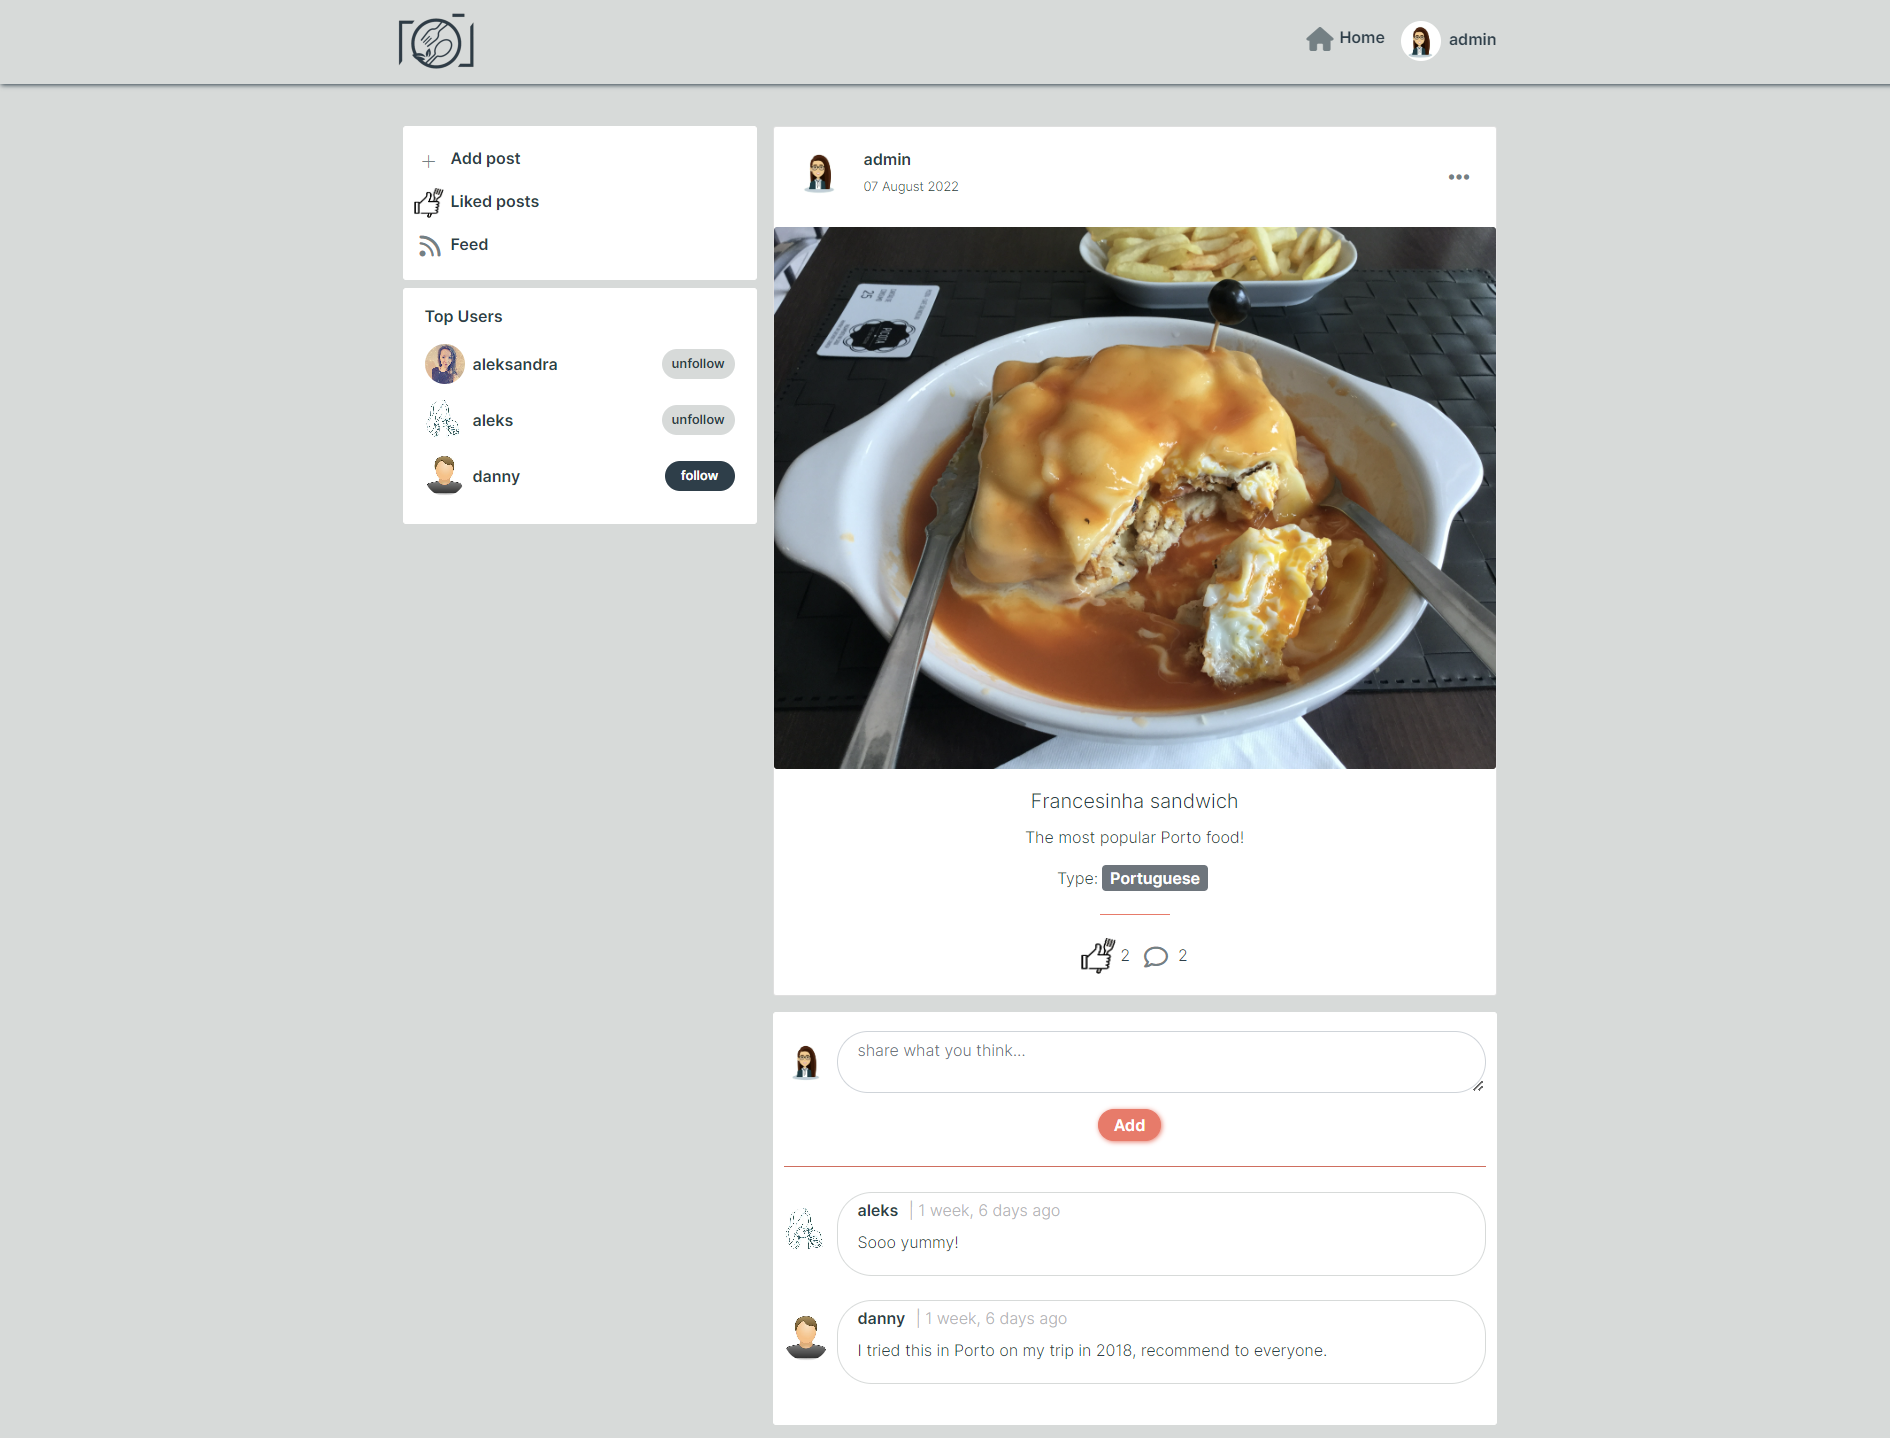 Home
admin
Add post
Liked posts
Feed
Top Users
aleksandra
unfollow
aleks
unfollow
danny
follow
admin
07 August 2022
•••
25
Francesinha sandwich
The most popular Porto food!
Type: Portuguese
2
2
share what you think...
Add
aleks | 1 week, 6 days ago
Sooo yummy!
danny | 1 week, 6 days ago
I tried this in Porto on my trip in 2018, recommend to everyone.